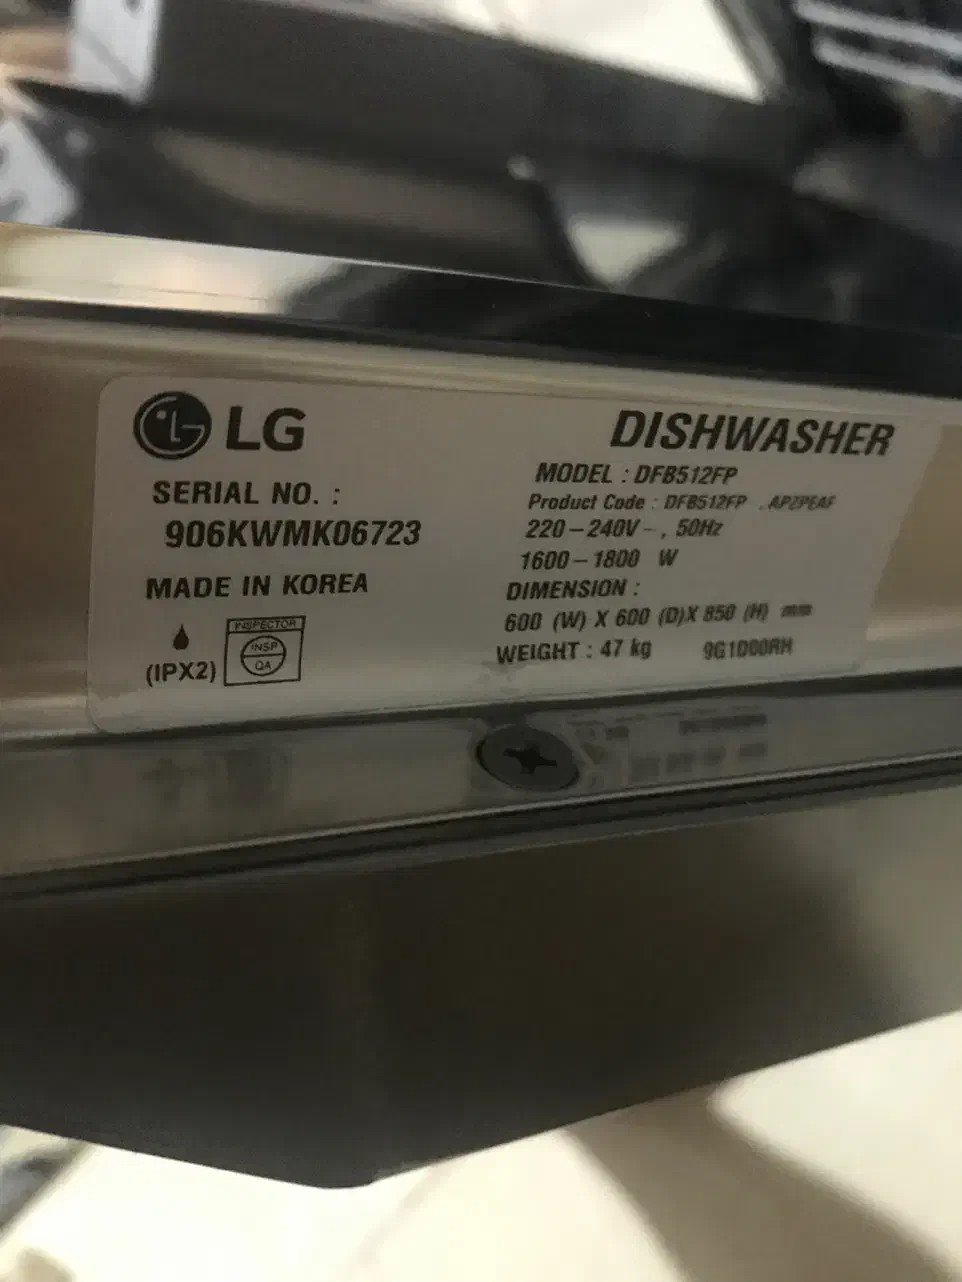 LG
SERIAL NO. :
906KWMK06723
MADE IN KOREA
(IPX2)
INSPECTOR
INSP
QA
DISHWASHER
MODEL : DFB512FP
Product Code : DFB512FP .APZPEAF
220-240V~, 50Hz
1600-1800 W
DIMENSION :
600 (W) X 600 (D)X 850 (H) mm
WEIGHT : 47 kg 9G1D00RH